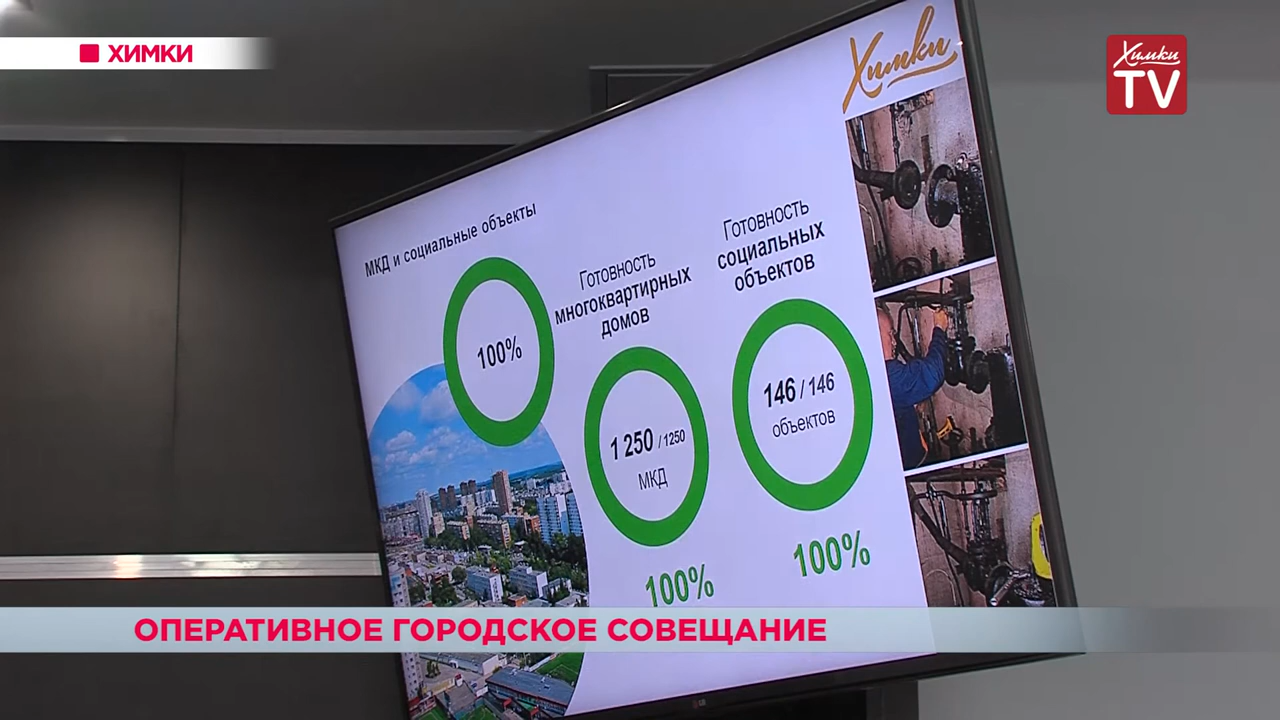 ХИМКИ
Химки
TV
Химки
МКД и социальные объекты
100%
Готовность
многоквартирных
домов
1 250 / 1250
МКД
100%
Готовность
социальных
объектов
146 / 146
объектов
100%
ОПЕРАТИВНОЕ ГОРОДСКОЕ СОВЕЩАНИЕ
LG